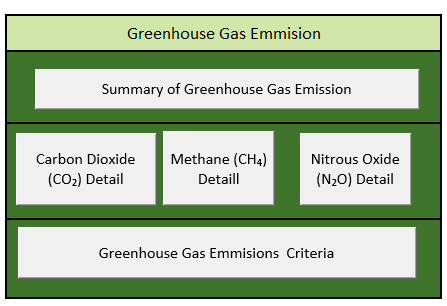 Greenhouse Gas Emmision
Summary of Greenhouse Gas Emission
Carbon Dioxide
(CO₂) Detail
Methane (CH₄)
Detaill
Nitrous Oxide
(N₂O) Detail
Greenhouse Gas Emmisions  Criteria